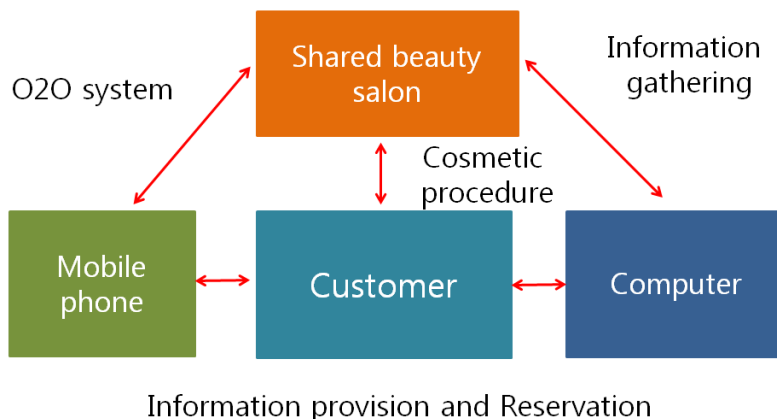 Shared beauty
salon
Information
gathering
O2O system
Cosmetic
procedure
Mobile
phone
Customer
Computer
Information provision and Reservation